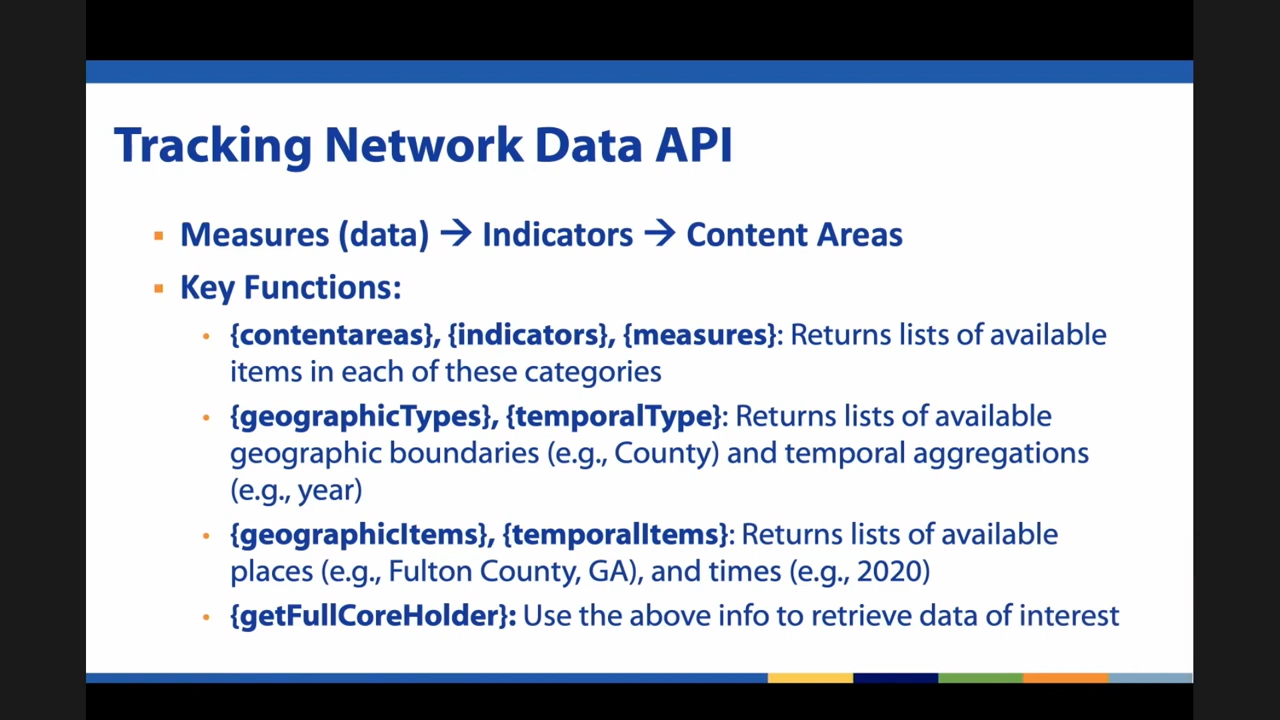 Tracking Network Data API
▪ Measures (data) → Indicators → Content Areas
▪ Key Functions:
• {contentareas}, {indicators}, {measures}: Returns lists of available
items in each of these categories
• {geographicTypes}, {temporalType}: Returns lists of available
geographic boundaries (e.g., County) and temporal aggregations
(e.g., year)
• {geographicItems}, {temporalItems}: Returns lists of available
places (e.g., Fulton County, GA), and times (e.g., 2020)
• {getFullCoreHolder}: Use the above info to retrieve data of interest